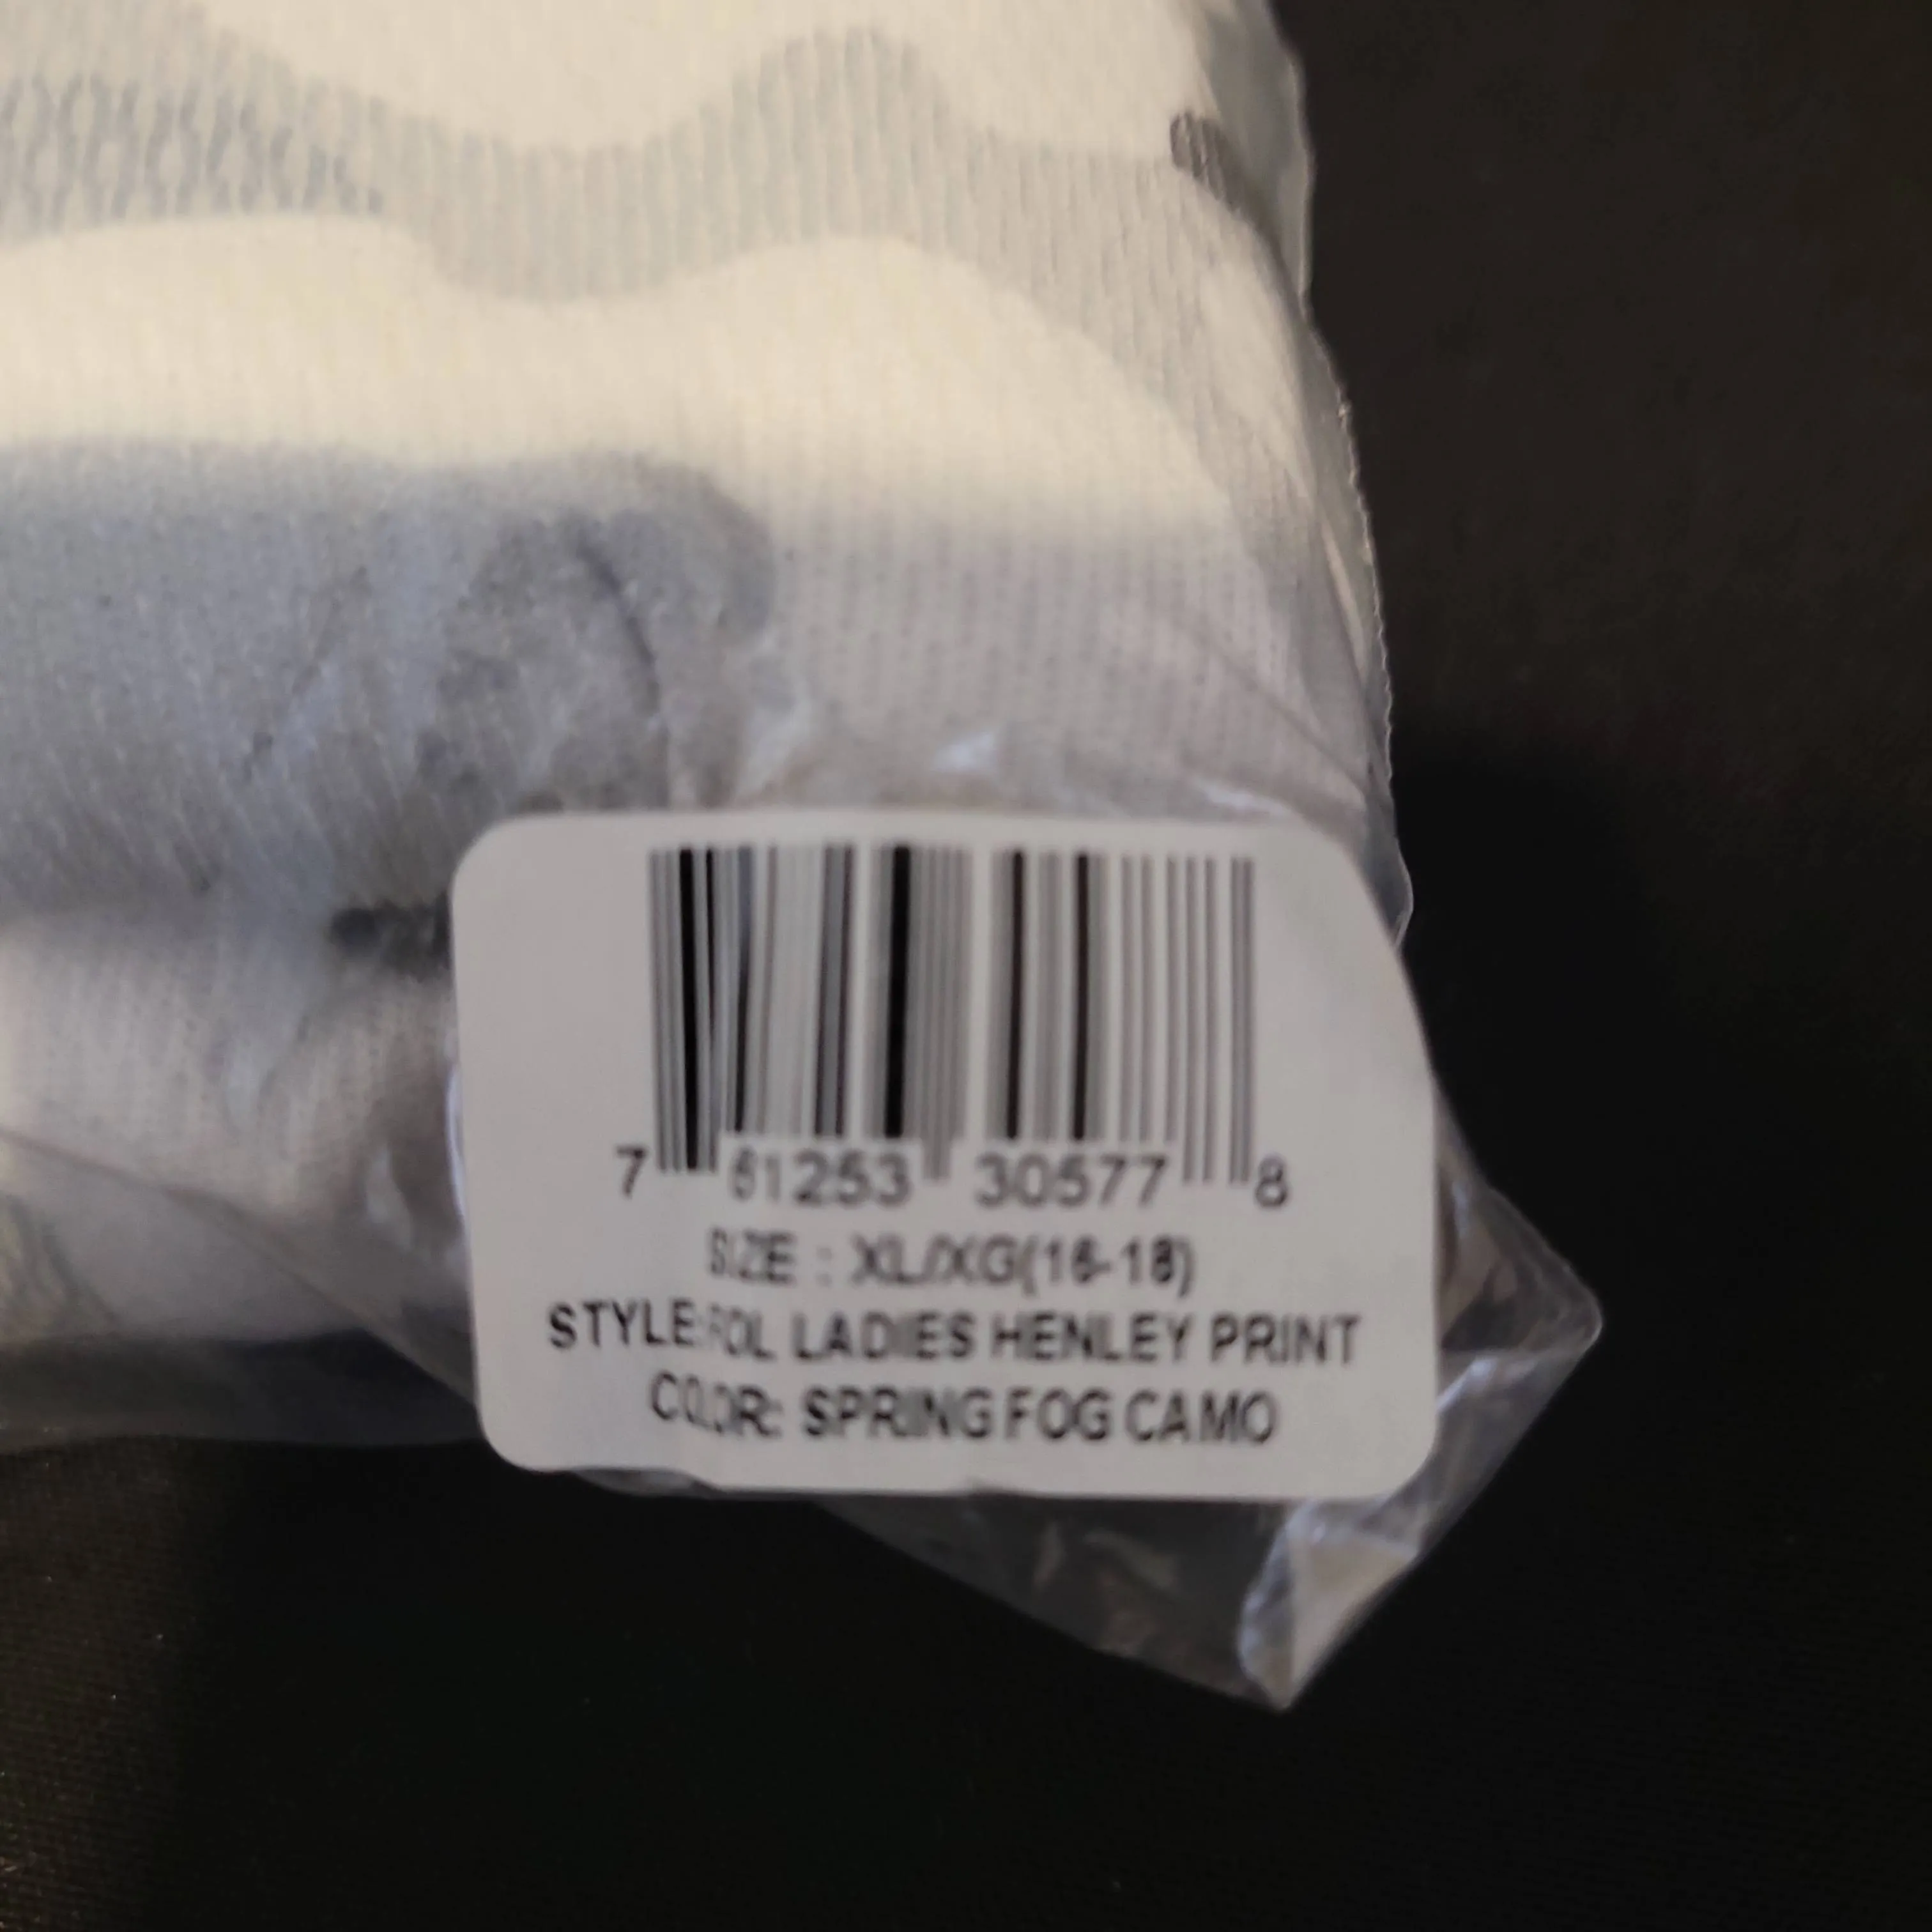 7 61253 30577 8
SIZE : XL/XG(16-18)
STYLE:FOL LADIES HENLEY PRINT
COLOR: SPRING FOG CAMO